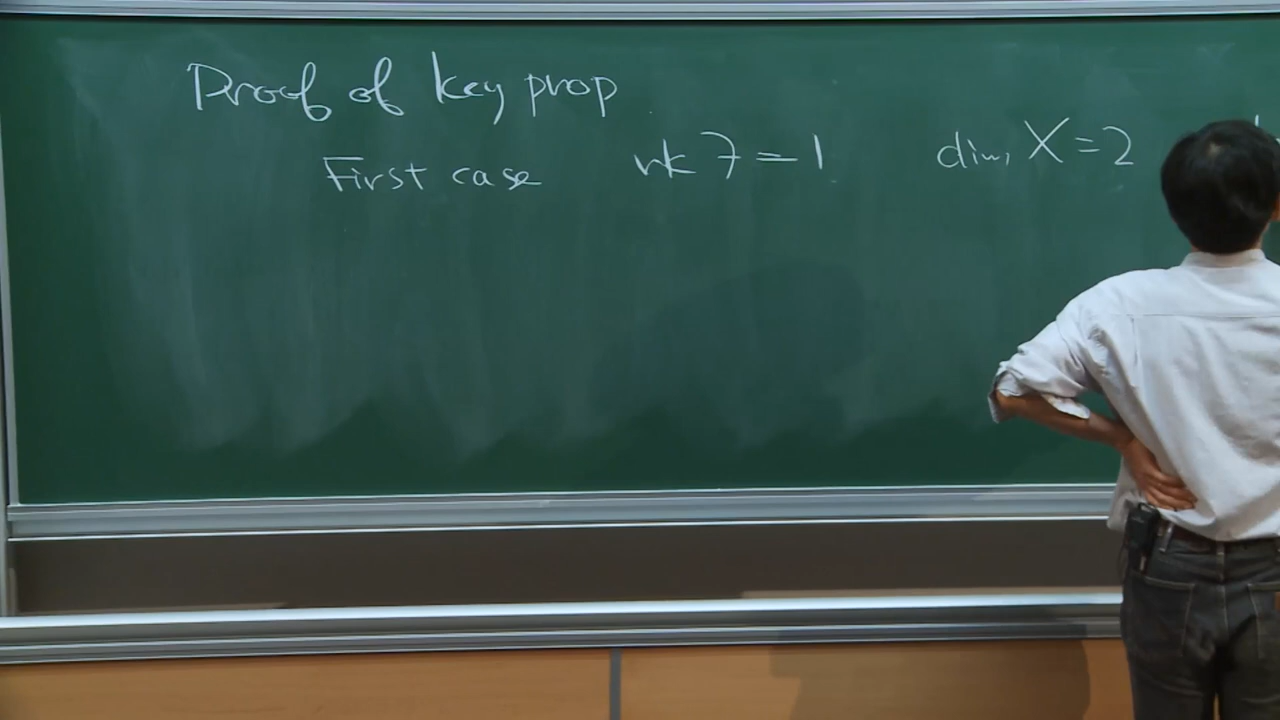 Proof of key prop
First case rk F = 1 dim X = 2